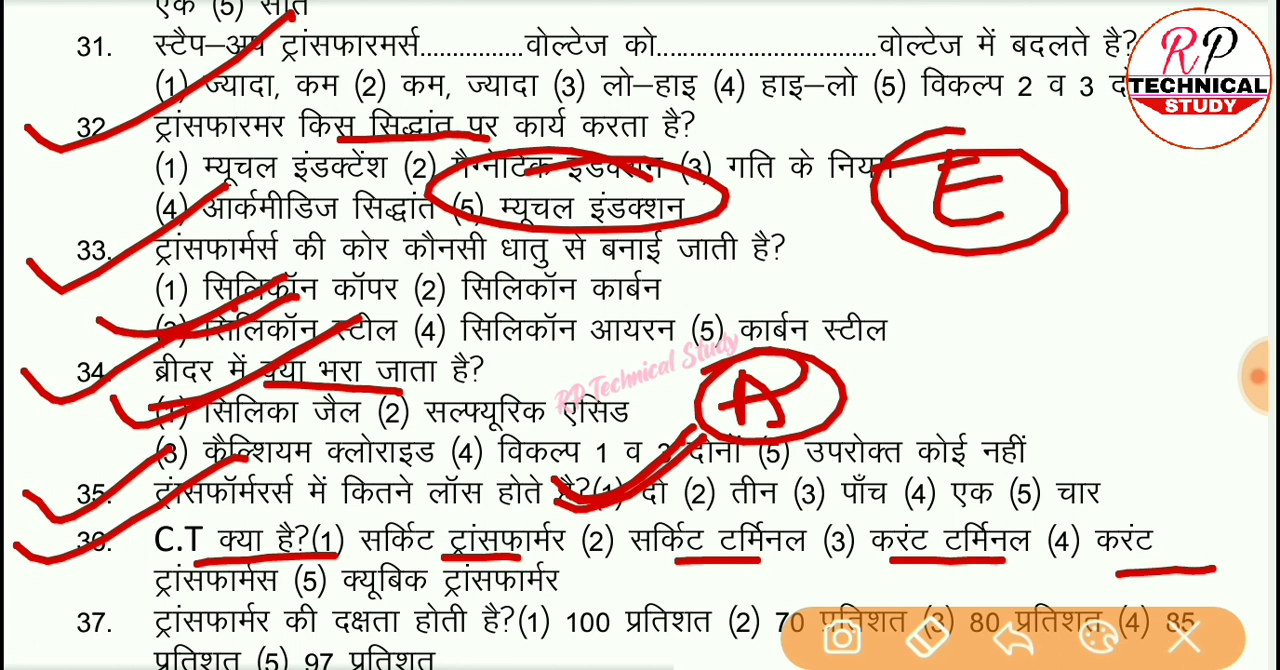 एक (5) सात
31. स्टैप–अप ट्रांसफारमर्स...............वोल्टेज को.................................वोल्टेज में बदलते है?
(1) ज्यादा, कम (2) कम, ज्यादा (3) लो–हाइ (4) हाइ–लो (5) विकल्प 2 व 3 द
RP
TECHNICAL
STUDY
32. ट्रांसफारमर किस सिद्धांत पर कार्य करता है?
(1) म्यूचल इंडक्टेंश (2) मैग्नेटिक इंडक्शन (3) गति के नियम
(4) आर्कमीडिज सिद्धांत (5) म्यूचल इंडक्शन
E
33. ट्रांसफार्मर्स की कोर कौनसी धातु से बनाई जाती है?
(1) सिलिकॉन कॉपर (2) सिलिकॉन कार्बन
(3) सिलिकॉन स्टील (4) सिलिकॉन आयरन (5) कार्बन स्टील
34. ब्रीदर में क्या भरा जाता है?
RP Technical Study
(1) सिलिका जैल (2) सल्फ्यूरिक एसिड
A
(3) कैल्शियम क्लोराइड (4) विकल्प 1 व 3 दोनों (5) उपरोक्त कोई नहीं
35. ट्रांसफॉर्मरर्स में कितने लॉस होते है?(1) दो (2) तीन (3) पाँच (4) एक (5) चार
36. C.T क्या है?(1) सर्किट ट्रांसफार्मर (2) सर्किट टर्मिनल (3) करंट टर्मिनल (4) करंट
ट्रांसफार्मस (5) क्यूबिक ट्रांसफार्मर
37. ट्रांसफार्मर की दक्षता होती है?(1) 100 प्रतिशत (2) 70 प्रतिशत (3) 80 प्रतिशत (4) 85
प्रतिशत (5) 97 प्रतिशत